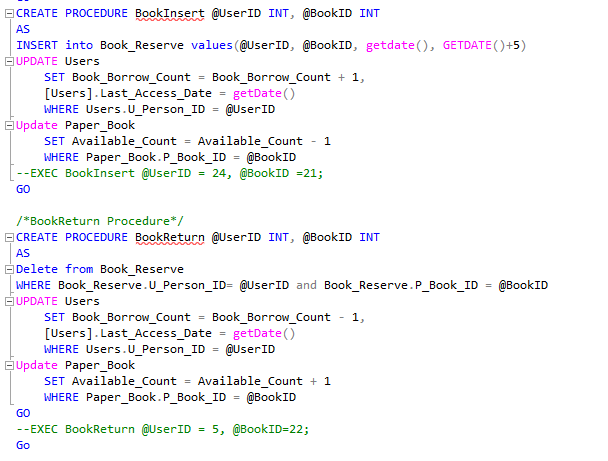 CREATE PROCEDURE BookInsert @UserID INT, @BookID INT
AS
INSERT into Book_Reserve values(@UserID, @BookID, getdate(), GETDATE()+5)
UPDATE Users
    SET Book_Borrow_Count = Book_Borrow_Count + 1,
    [Users].Last_Access_Date = getDate()
    WHERE Users.U_Person_ID = @UserID
Update Paper_Book
    SET Available_Count = Available_Count - 1
    WHERE Paper_Book.P_Book_ID = @BookID
--EXEC BookInsert @UserID = 24, @BookID =21;
GO

/*BookReturn Procedure*/
CREATE PROCEDURE BookReturn @UserID INT, @BookID INT
AS
Delete from Book_Reserve
WHERE Book_Reserve.U_Person_ID= @UserID and Book_Reserve.P_Book_ID = @BookID
UPDATE Users
    SET Book_Borrow_Count = Book_Borrow_Count - 1,
    [Users].Last_Access_Date = getDate()
    WHERE Users.U_Person_ID = @UserID
Update Paper_Book
    SET Available_Count = Available_Count + 1
    WHERE Paper_Book.P_Book_ID = @BookID
GO
--EXEC BookReturn @UserID = 5, @BookID=22;
Go